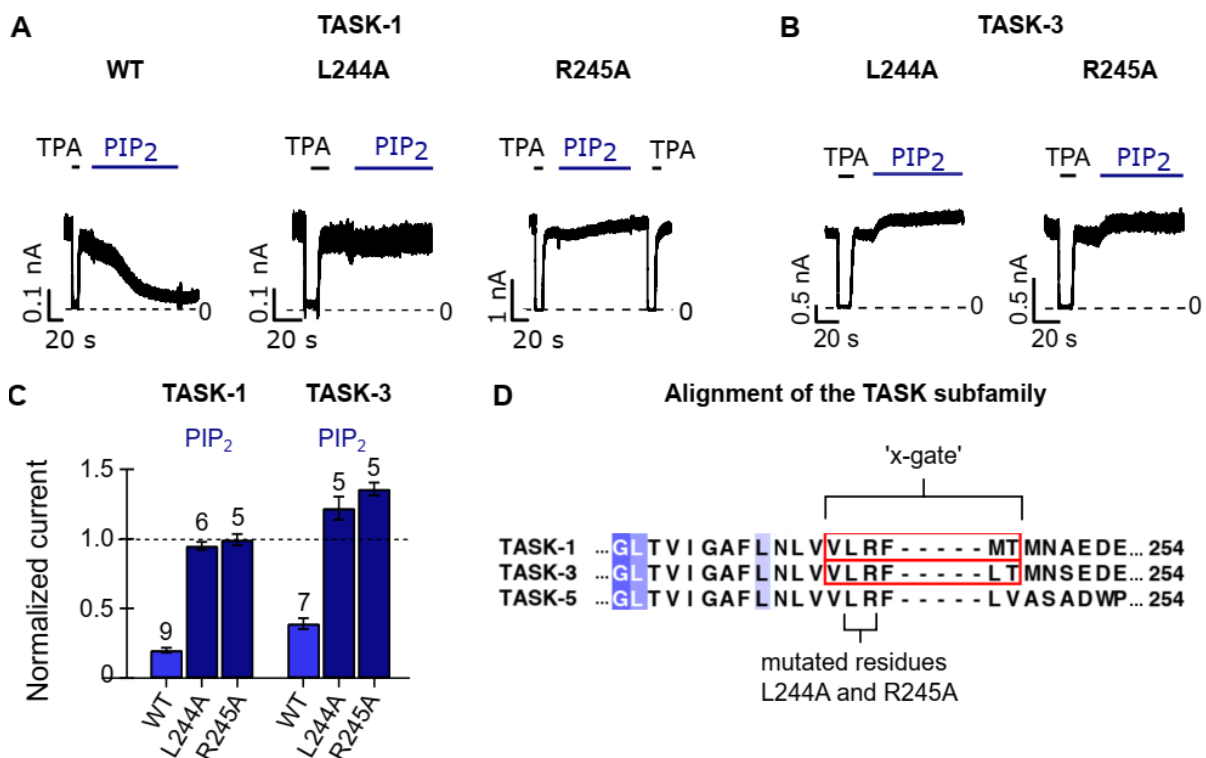 A
TASK-1
WT
L244A
R245A
TPA PIP2
TPA PIP2
TPA PIP2 TPA
0.1 nA
20 s
0
0.1 nA
20 s
0
1 nA
20 s
0
B
TASK-3
L244A
R245A
TPA PIP2
TPA PIP2
0.5 nA
20 s
0
0.5 nA
20 s
0
C
TASK-1 TASK-3
PIP2 PIP2
Normalized current
1.5
1.0
0.5
0
9 6 5 7 5 5
WT L244A R245A WT L244A R245A
D
Alignment of the TASK subfamily
'x-gate'
TASK-1 ...GLTVIGAFLNLVVLRF-----MTMNAEDE... 254
TASK-3 ...GLTVIGAFLNLVVLRF-----LTMNSEDE... 254
TASK-5 ...GLTVIGAFLNLVVLRF-----LVASADWP... 254
mutated residues
L244A and R245A